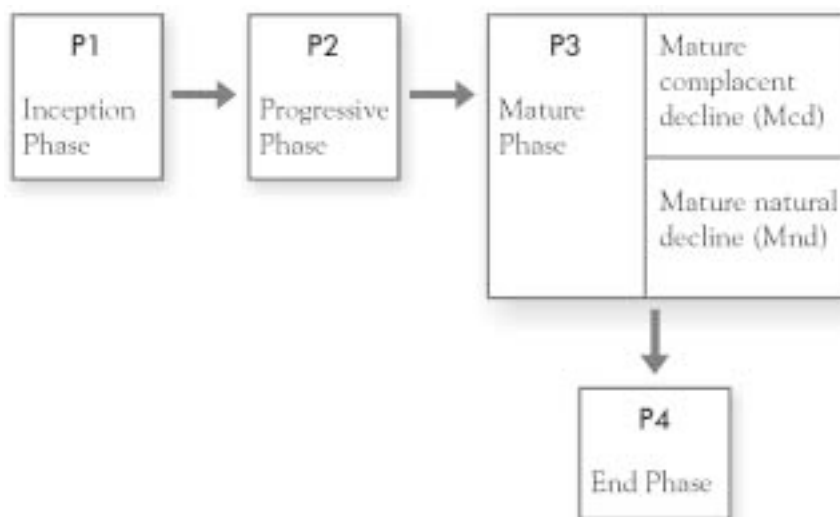 P1
Inception
Phase
P2
Progressive
Phase
P3
Mature
Phase
Mature
complacent
decline (Mcd)
Mature natural
decline (Mnd)
P4
End Phase